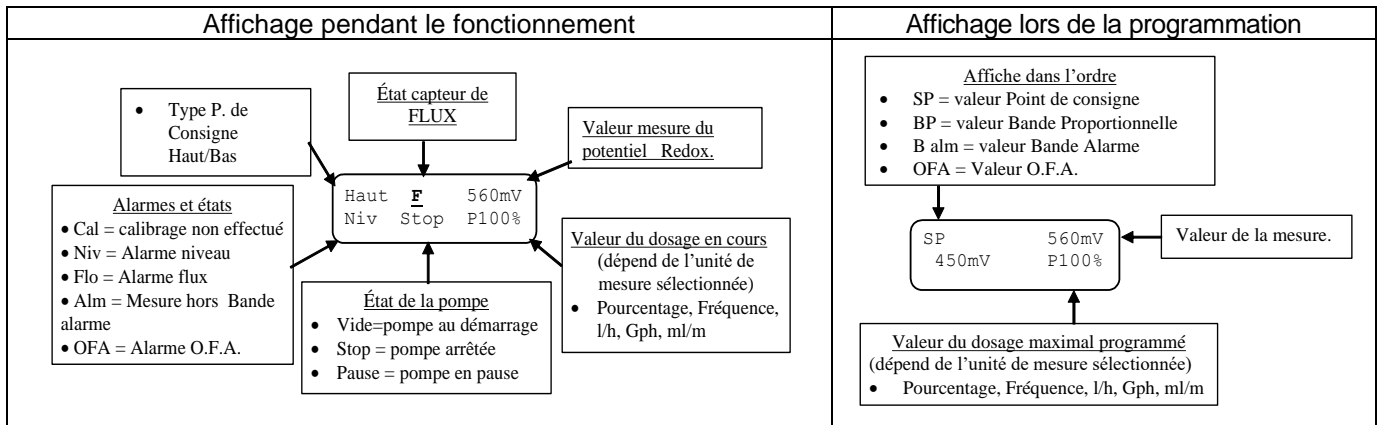 Affichage pendant le fonctionnement
Affichage lors de la programmation
• Type P. de
Consigne
Haut/Bas
État capteur de
FLUX
Valeur mesure du
potentiel Redox.
Alarmes et états
• Cal = calibrage non effectué
• Niv = Alarme niveau
• Flo = Alarme flux
• Alm = Mesure hors Bande
alarme
• OFA = Alarme O.F.A.
Haut F 560mV
Niv Stop P100%
État de la pompe
• Vide=pompe au démarrage
• Stop = pompe arrêtée
• Pause = pompe en pause
Valeur du dosage en cours
(dépend de l’unité de
mesure sélectionnée)
• Pourcentage, Fréquence,
l/h, Gph, ml/m
Affiche dans l’ordre
• SP = valeur Point de consigne
• BP = valeur Bande Proportionnelle
• B alm = valeur Bande Alarme
• OFA = Valeur O.F.A.
SP 560mV
450mV P100%
Valeur de la mesure.
Valeur du dosage maximal programmé
(dépend de l’unité de mesure sélectionnée)
• Pourcentage, Fréquence, l/h, Gph, ml/m